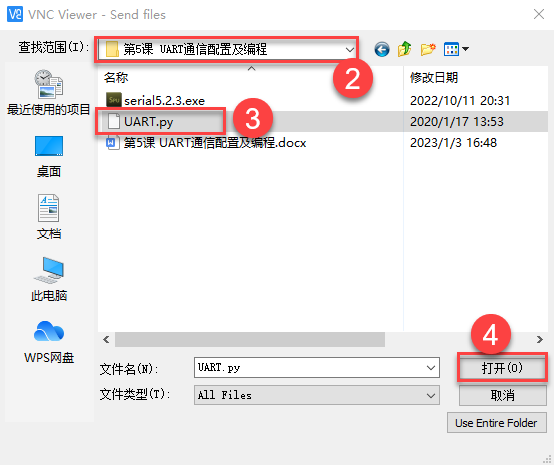 VNC Viewer - Send files
查找范围(I):
第5课 UART通信配置及编程
2
名称
修改日期
serial5.2.3.exe
2022/10/11 20:31
UART.py
2020/1/17 13:53
3
第5课 UART通信配置及编程.docx
2023/1/3 16:48
最近使用的项目
桌面
文档
此电脑
WPS网盘
4
文件名(N):
UART.py
打开(O)
文件类型(T):
All Files
取消
Use Entire Folder